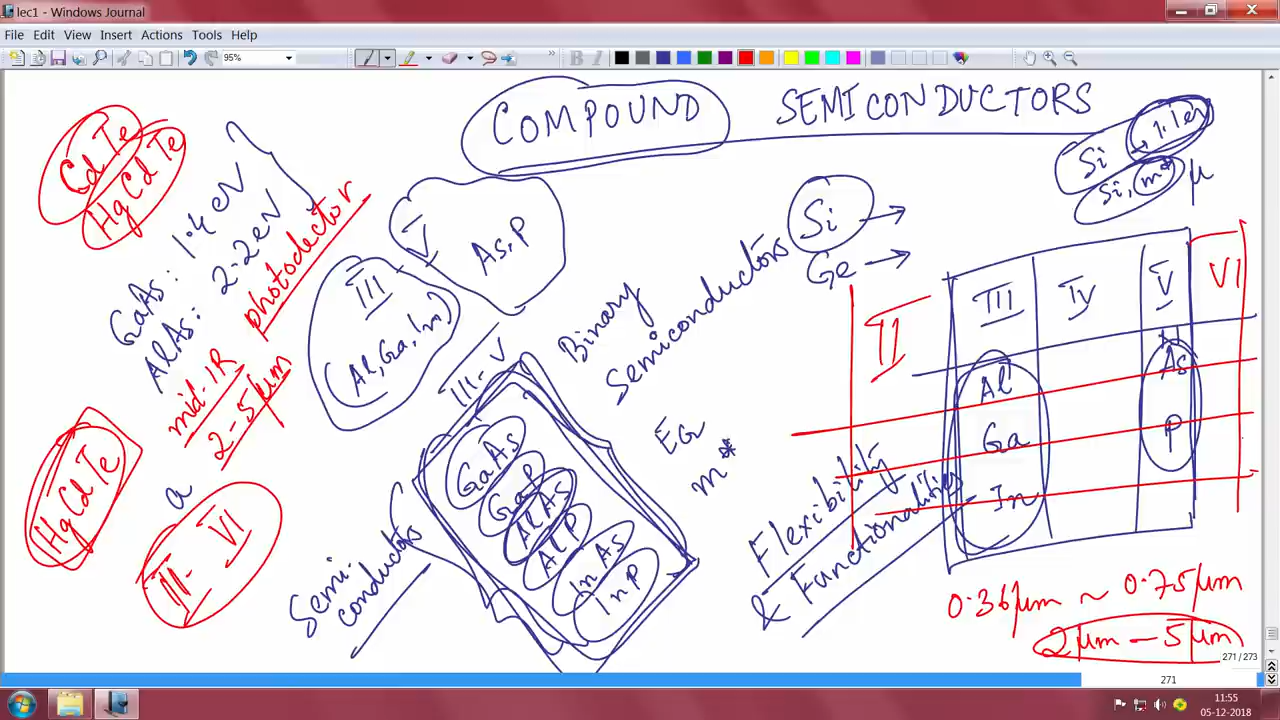 lec1 - Windows Journal
File Edit View Insert Actions Tools Help
95%
COMPOUND SEMICONDUCTORS
CdTe
HgCdTe
GaAs: 1.4eV
AlAs: 2.2eV
photodector
mid-IR
2-5μm
HgCdTe
a
II-VI
V
As, P
III
(Al, Ga, In)
III-V
Binary
Semiconductors
GaAs
GaP
AlAs
AlP
InAs
InP
Semi-
conductors
EG
m*
Si →
Ge →
Si → 1.1eV
Si, m*
μ
II III IV V VI
Al As
Ga P
In
Flexibility
& Functionalities
0.36μm ~ 0.75μm
2μm - 5μm
271 / 273
271
11:55
05-12-2018